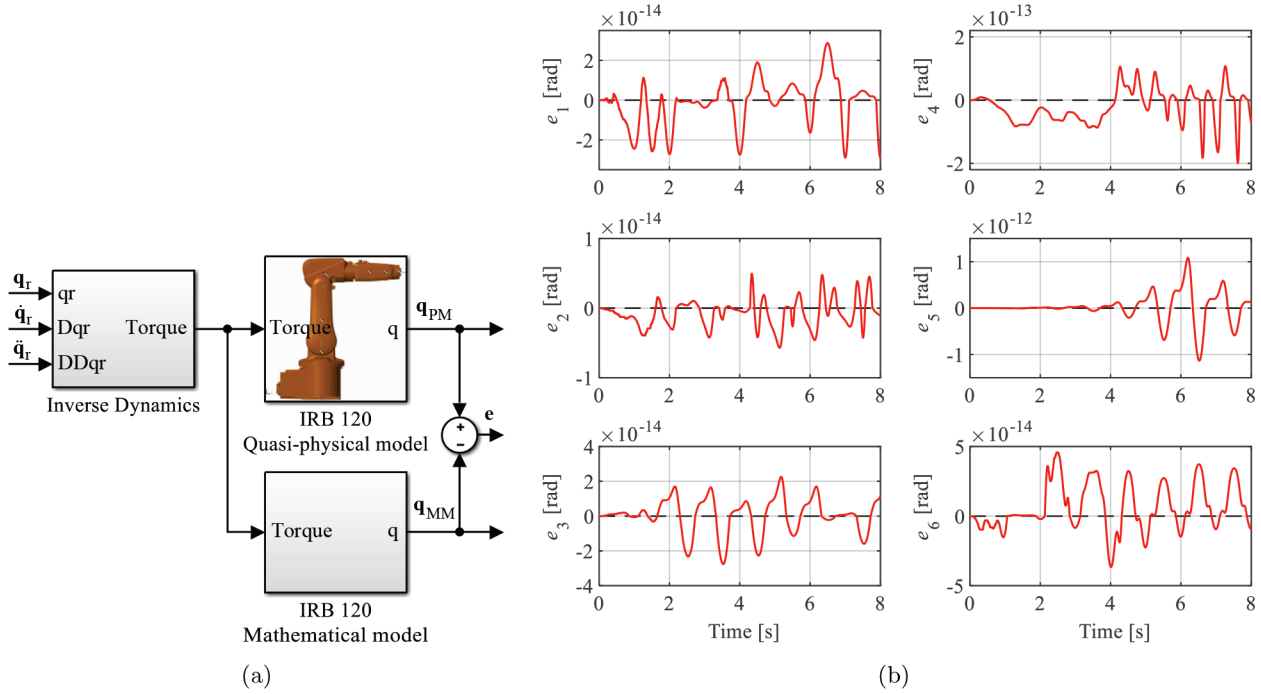 q_r
q̇_r
q̈_r
qr
Dqr
DDqr
Torque
Inverse Dynamics
Torque
q
q_PM
IRB 120
Quasi-physical model
+
−
e
Torque
q
q_MM
IRB 120
Mathematical model
(a)
×10^-14
e_1 [rad]
2
0
-2
0 2 4 6 8
×10^-13
e_4 [rad]
2
0
-2
0 2 4 6 8
×10^-14
e_2 [rad]
1
0
-1
0 2 4 6 8
×10^-12
e_5 [rad]
1
0
-1
0 2 4 6 8
×10^-14
e_3 [rad]
4
2
0
-2
-4
0 2 4 6 8
Time [s]
×10^-14
e_6 [rad]
5
0
-5
0 2 4 6 8
Time [s]
(b)